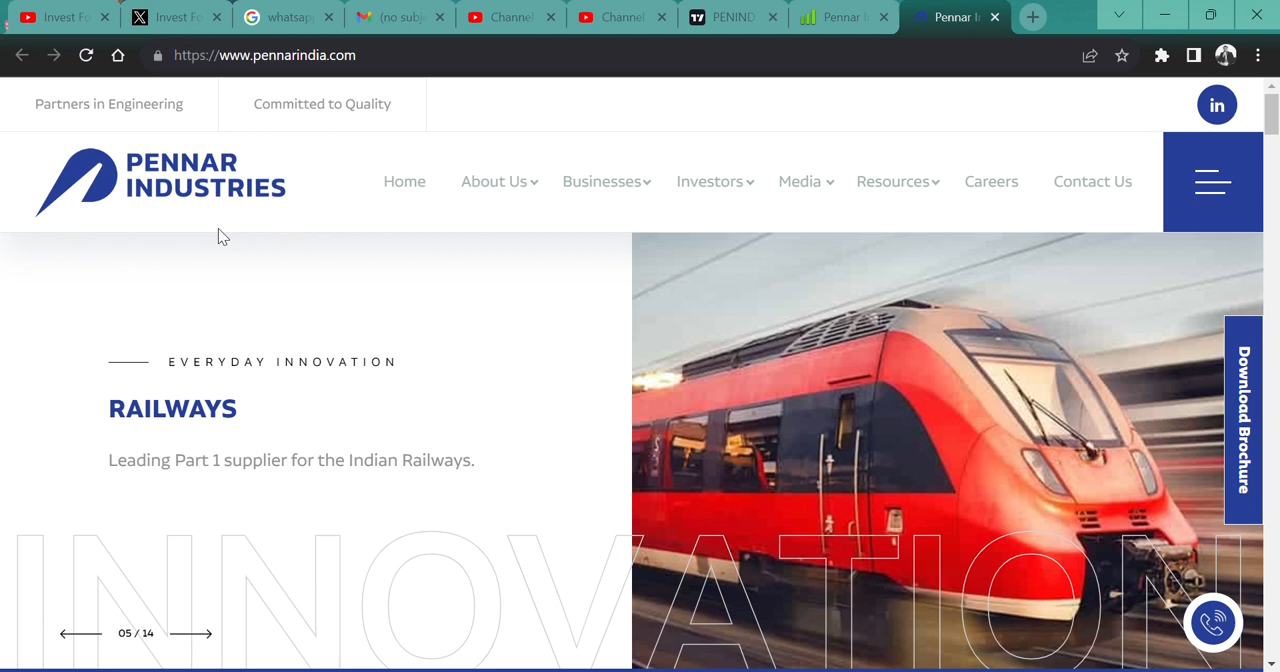 Invest Fo
Invest Fo
whatsapp
(no subje
Channel
Channel
PENIND
Pennar I
Pennar I
https://www.pennarindia.com
Partners in Engineering
Committed to Quality
in
PENNAR
INDUSTRIES
Home
About Us
Businesses
Investors
Media
Resources
Careers
Contact Us
EVERYDAY INNOVATION
RAILWAYS
Leading Part 1 supplier for the Indian Railways.
Download Brochure
INNOVATION
05 / 14